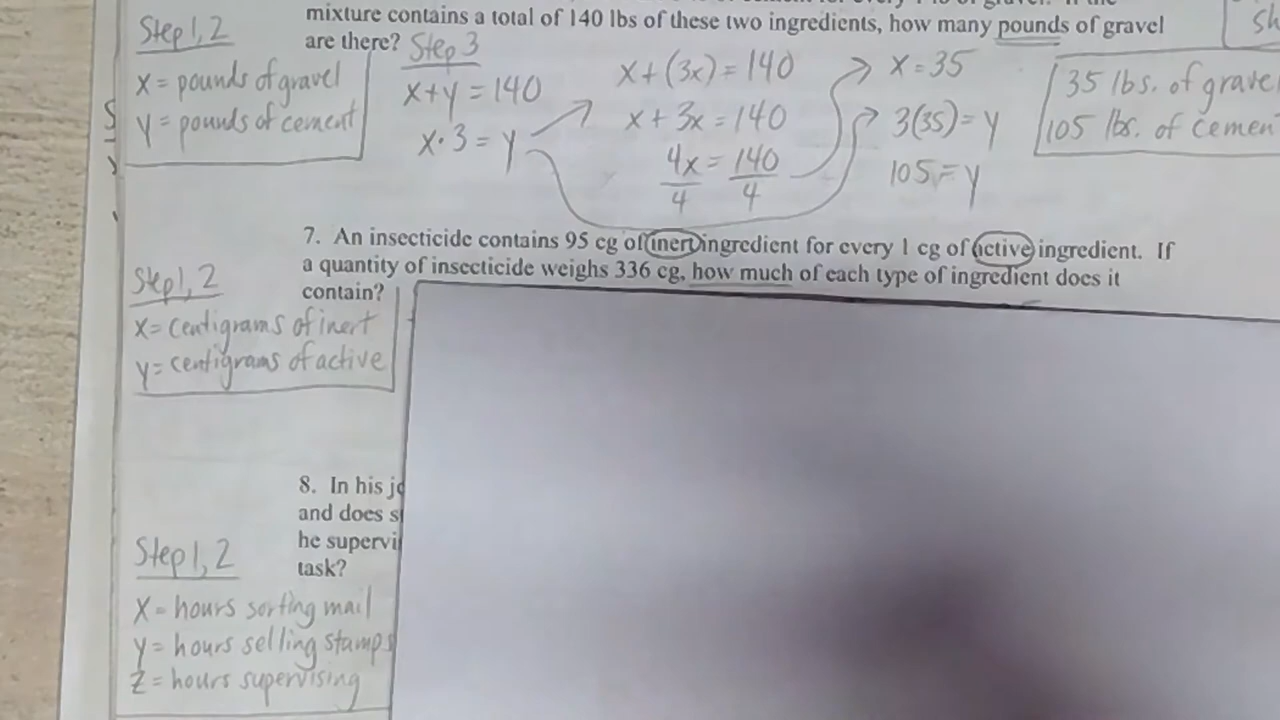 mixture contains a total of 140 lbs of these two ingredients, how many pounds of gravel
are there?
Step 1, 2
x = pounds of gravel
y = pounds of cement
Step 3
x+y = 140
x·3 = y
x+(3x) = 140
x + 3x = 140
4x = 140
4 4
x = 35
3(35) = y
105 = y
35 lbs. of grave
105 lbs. of cemen
7. An insecticide contains 95 cg of inert ingredient for every 1 cg of active ingredient. If
a quantity of insecticide weighs 336 cg, how much of each type of ingredient does it
contain?
Step 1, 2
x = centigrams of inert
y = centigrams of active
8. In his jo
and does s
he supervi
task?
Step 1, 2
x = hours sorting mail
y = hours selling stamps
z = hours supervising